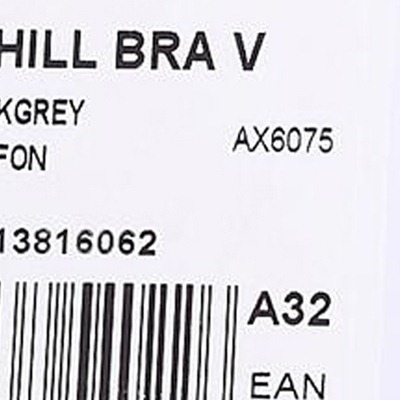 HILL BRA V
KGREY
FON
AX6075
13816062
A32
EAN